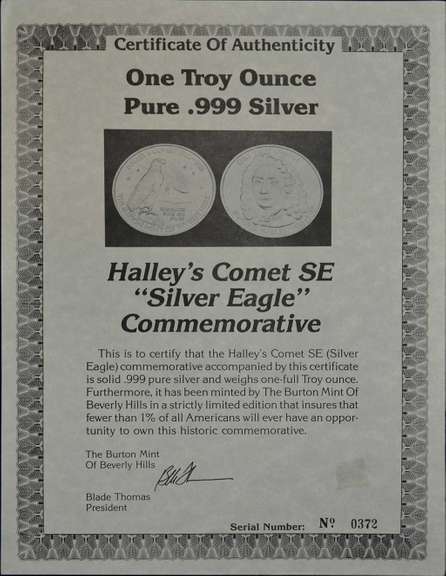 Certificate Of Authenticity
One Troy Ounce
Pure .999 Silver
Halley's Comet SE
"Silver Eagle"
Commemorative
This is to certify that the Halley's Comet SE (Silver
Eagle) commemorative accompanied by this certificate
is solid .999 pure silver and weighs one-full Troy ounce.
Furthermore, it has been minted by The Burton Mint Of
Beverly Hills in a strictly limited edition that insures that
fewer than 1% of all Americans will ever have an oppor-
tunity to own this historic commemorative.
The Burton Mint
Of Beverly Hills
Blade Thomas
President
Serial Number: Nº 0372